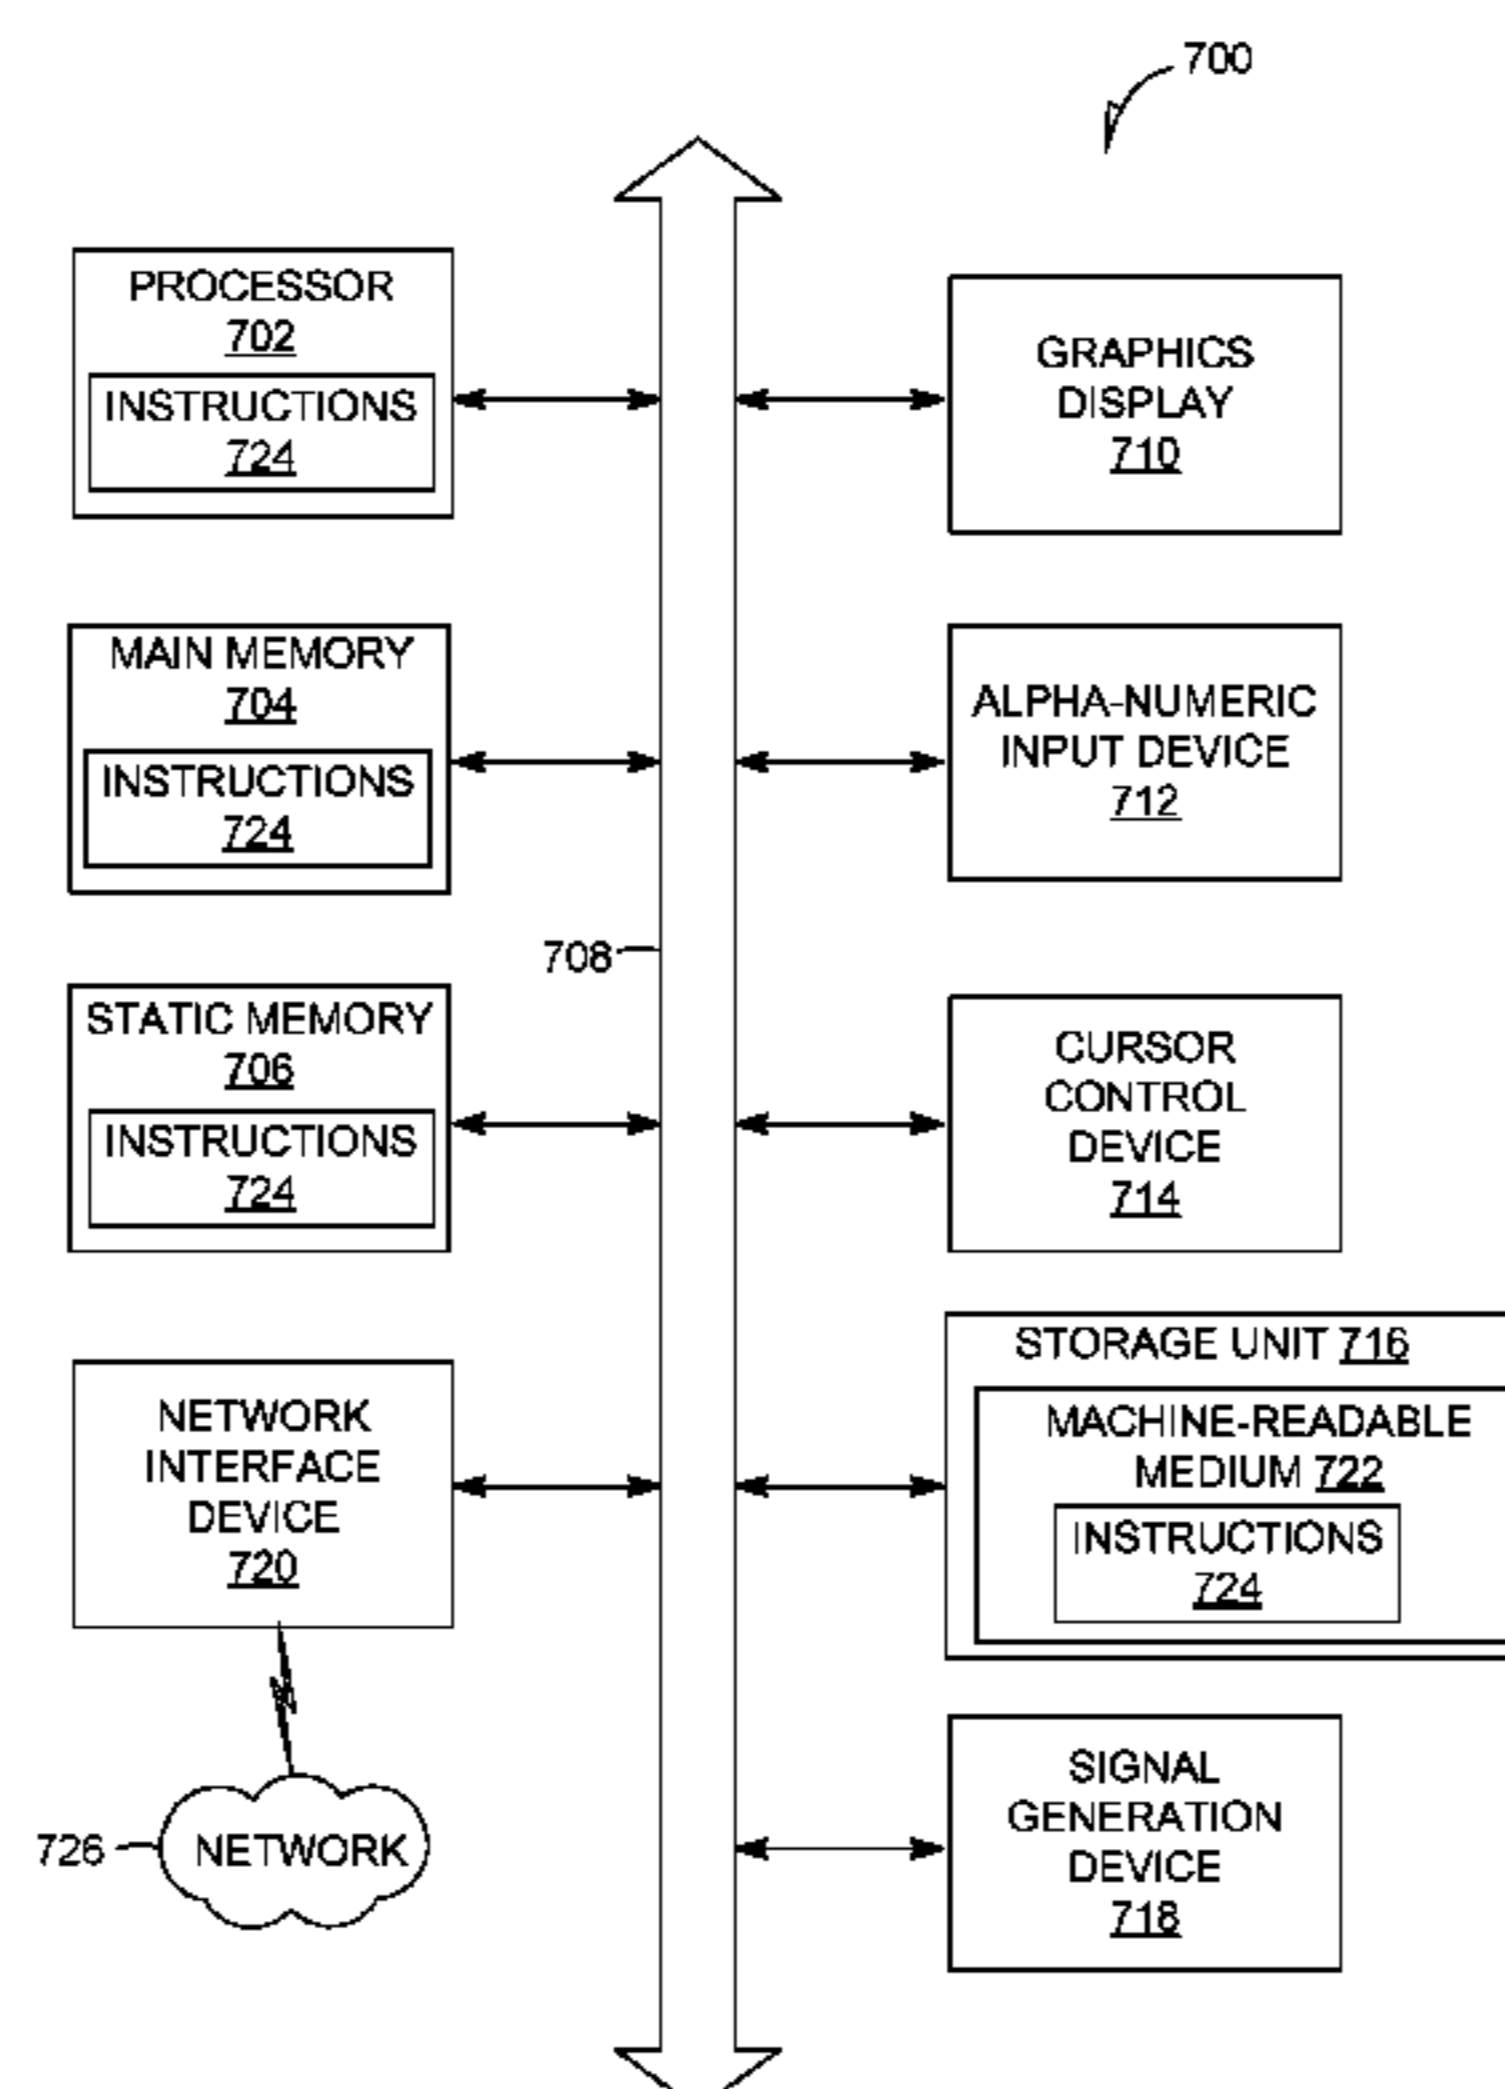 700
PROCESSOR
702
INSTRUCTIONS
724
GRAPHICS
DISPLAY
710
MAIN MEMORY
704
INSTRUCTIONS
724
ALPHA-NUMERIC
INPUT DEVICE
712
708
STATIC MEMORY
706
INSTRUCTIONS
724
CURSOR
CONTROL
DEVICE
714
NETWORK
INTERFACE
DEVICE
720
STORAGE UNIT 716
MACHINE-READABLE
MEDIUM 722
INSTRUCTIONS
724
726
NETWORK
SIGNAL
GENERATION
DEVICE
718